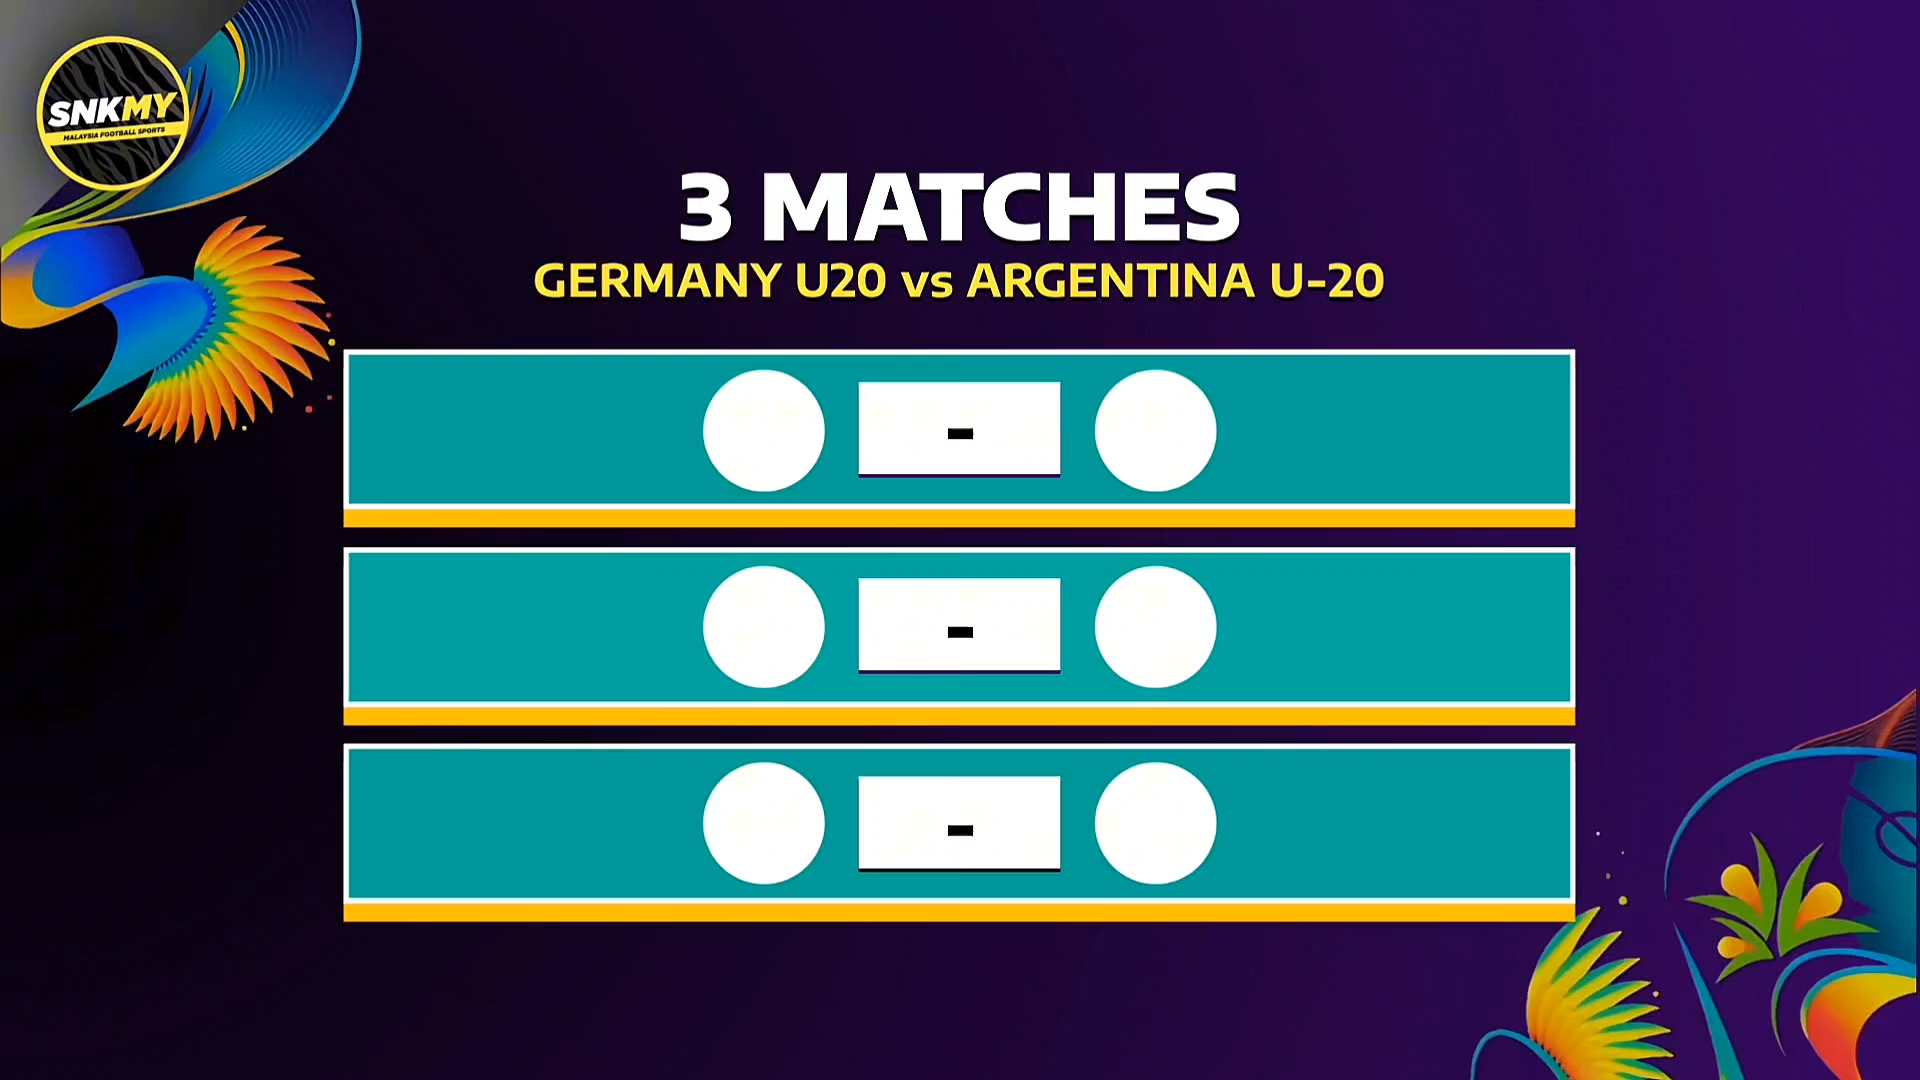 SNKMY
MALAYSIA FOOTBALL SPORTS
3 MATCHES
GERMANY U20 vs ARGENTINA U-20
-
-
-